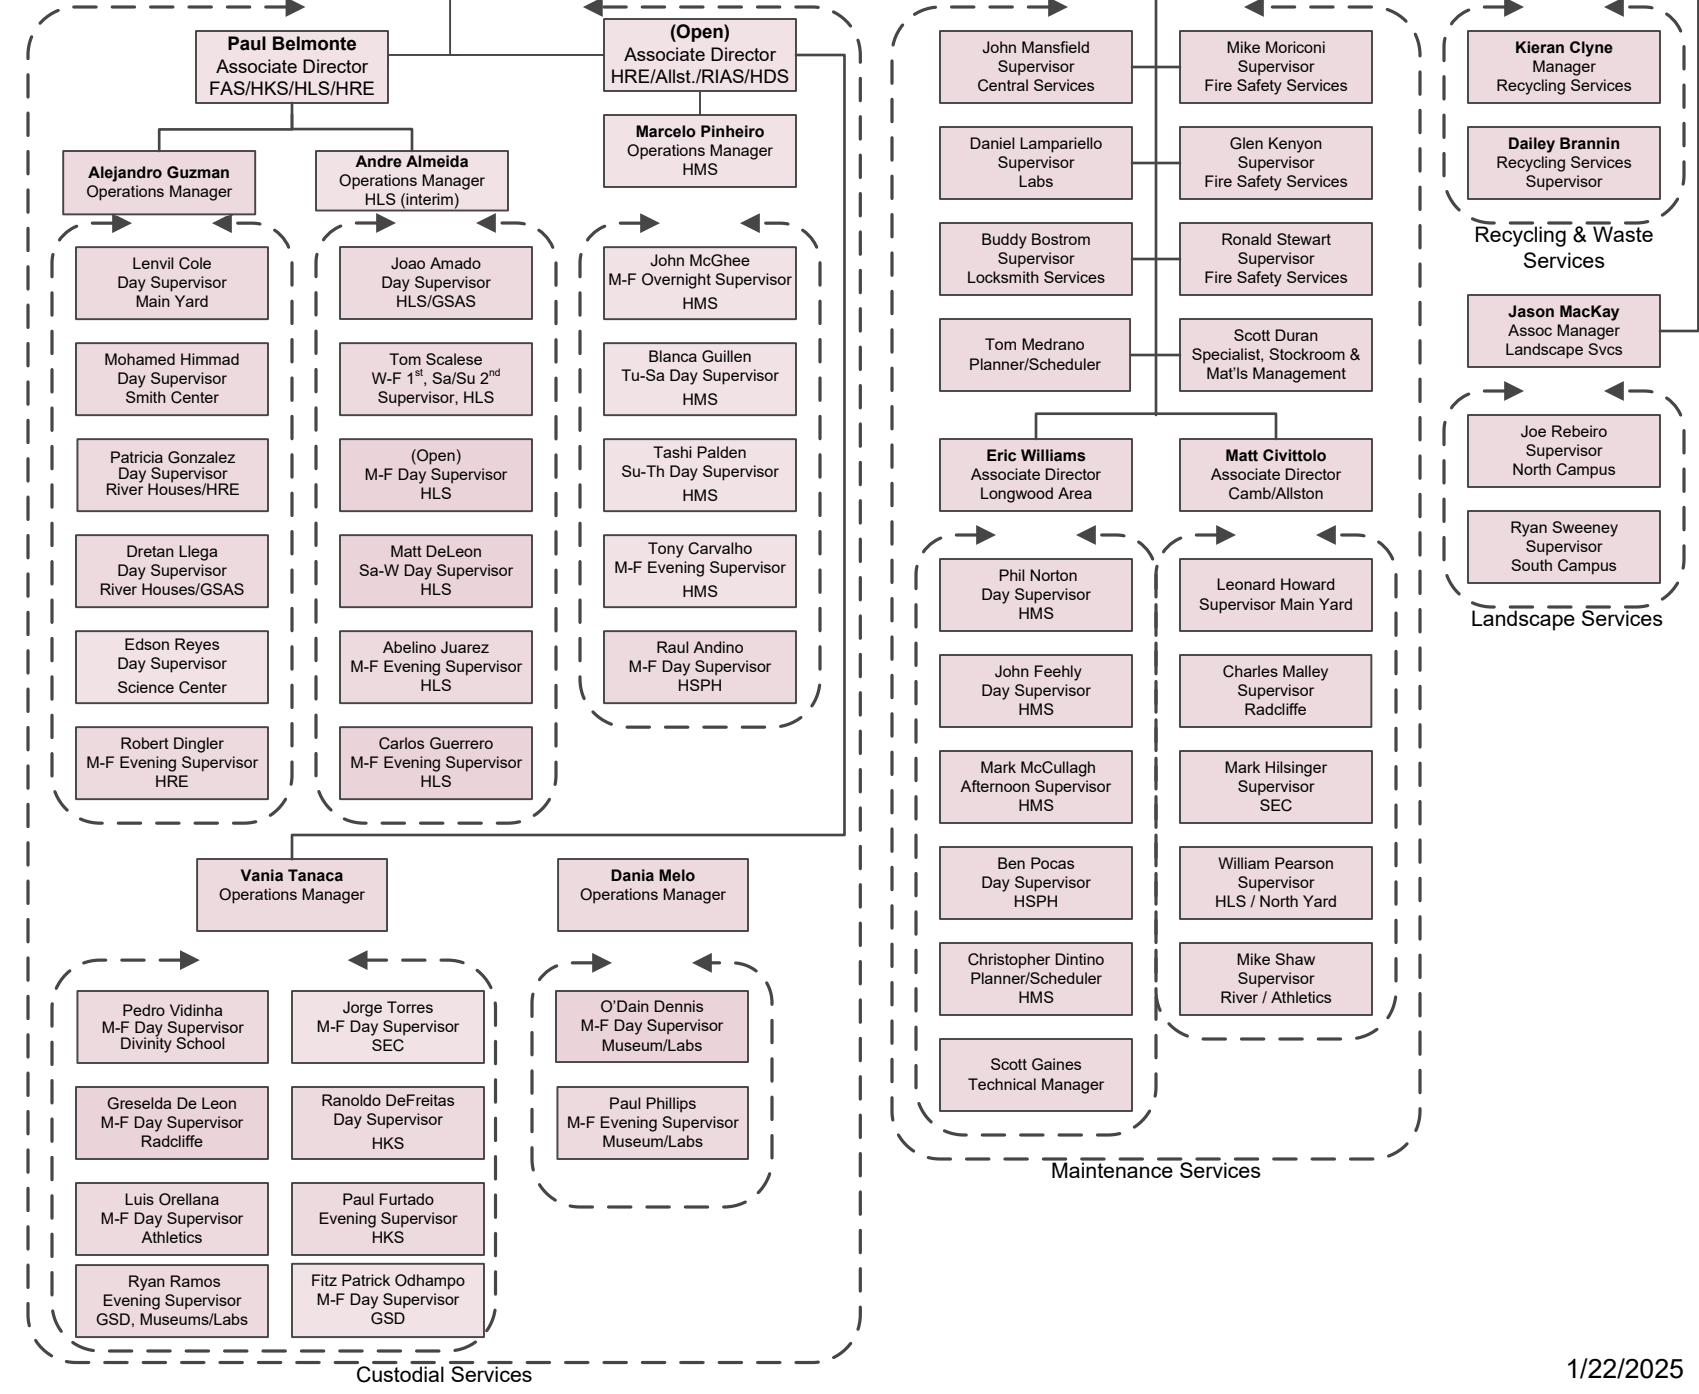 Paul Belmonte
Associate Director
FAS/HKS/HLS/HRE
(Open)
Associate Director
HRE/Allst./RIAS/HDS
Marcelo Pinheiro
Operations Manager
HMS
Alejandro Guzman
Operations Manager
Andre Almeida
Operations Manager
HLS (interim)
Lenvil Cole
Day Supervisor
Main Yard
Mohamed Himmad
Day Supervisor
Smith Center
Patricia Gonzalez
Day Supervisor
River Houses/HRE
Dretan Llega
Day Supervisor
River Houses/GSAS
Edson Reyes
Day Supervisor
Science Center
Robert Dingler
M-F Evening Supervisor
HRE
Joao Amado
Day Supervisor
HLS/GSAS
Tom Scalese
W-F 1st, Sa/Su 2nd
Supervisor, HLS
(Open)
M-F Day Supervisor
HLS
Matt DeLeon
Sa-W Day Supervisor
HLS
Abelino Juarez
M-F Evening Supervisor
HLS
Carlos Guerrero
M-F Evening Supervisor
HLS
John McGhee
M-F Overnight Supervisor
HMS
Blanca Guillen
Tu-Sa Day Supervisor
HMS
Tashi Palden
Su-Th Day Supervisor
HMS
Tony Carvalho
M-F Evening Supervisor
HMS
Raul Andino
M-F Day Supervisor
HSPH
Vania Tanaca
Operations Manager
Dania Melo
Operations Manager
Pedro Vidinha
M-F Day Supervisor
Divinity School
Greselda De Leon
M-F Day Supervisor
Radcliffe
Luis Orellana
M-F Day Supervisor
Athletics
Ryan Ramos
Evening Supervisor
GSD, Museums/Labs
Jorge Torres
M-F Day Supervisor
SEC
Ranoldo DeFreitas
Day Supervisor
HKS
Paul Furtado
Evening Supervisor
HKS
Fitz Patrick Odhampo
M-F Day Supervisor
GSD
O'Dain Dennis
M-F Day Supervisor
Museum/Labs
Paul Phillips
M-F Evening Supervisor
Museum/Labs
Custodial Services
John Mansfield
Supervisor
Central Services
Mike Moriconi
Supervisor
Fire Safety Services
Daniel Lampariello
Supervisor
Labs
Glen Kenyon
Supervisor
Fire Safety Services
Buddy Bostrom
Supervisor
Locksmith Services
Ronald Stewart
Supervisor
Fire Safety Services
Tom Medrano
Planner/Scheduler
Scott Duran
Specialist, Stockroom &
Mat'ls Management
Eric Williams
Associate Director
Longwood Area
Matt Civittolo
Associate Director
Camb/Allston
Phil Norton
Day Supervisor
HMS
John Feehly
Day Supervisor
HMS
Mark McCullagh
Afternoon Supervisor
HMS
Ben Pocas
Day Supervisor
HSPH
Christopher Dintino
Planner/Scheduler
HMS
Scott Gaines
Technical Manager
Leonard Howard
Supervisor Main Yard
Charles Malley
Supervisor
Radcliffe
Mark Hilsinger
Supervisor
SEC
William Pearson
Supervisor
HLS / North Yard
Mike Shaw
Supervisor
River / Athletics
Maintenance Services
Kieran Clyne
Manager
Recycling Services
Dailey Brannin
Recycling Services
Supervisor
Recycling & Waste
Services
Jason MacKay
Assoc Manager
Landscape Svcs
Joe Rebeiro
Supervisor
North Campus
Ryan Sweeney
Supervisor
South Campus
Landscape Services
1/22/2025